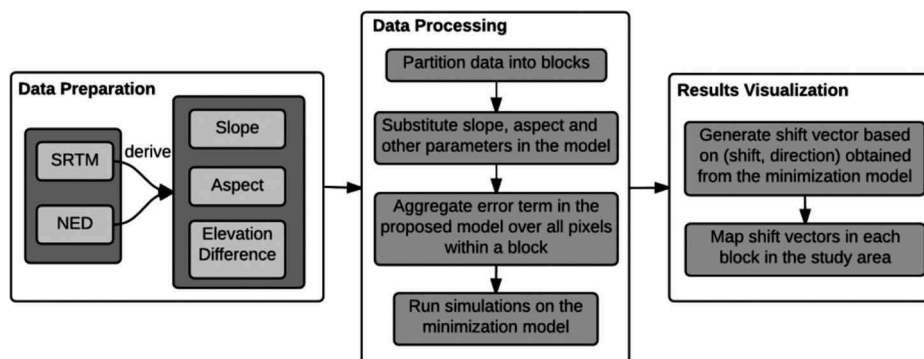 Data Preparation
SRTM
NED
derive
Slope
Aspect
Elevation
Difference
Data Processing
Partition data into blocks
Substitute slope, aspect and
other parameters in the model
Aggregate error term in the
proposed model over all pixels
within a block
Run simulations on the
minimization model
Results Visualization
Generate shift vector based
on (shift, direction) obtained
from the minimization model
Map shift vectors in each
block in the study area